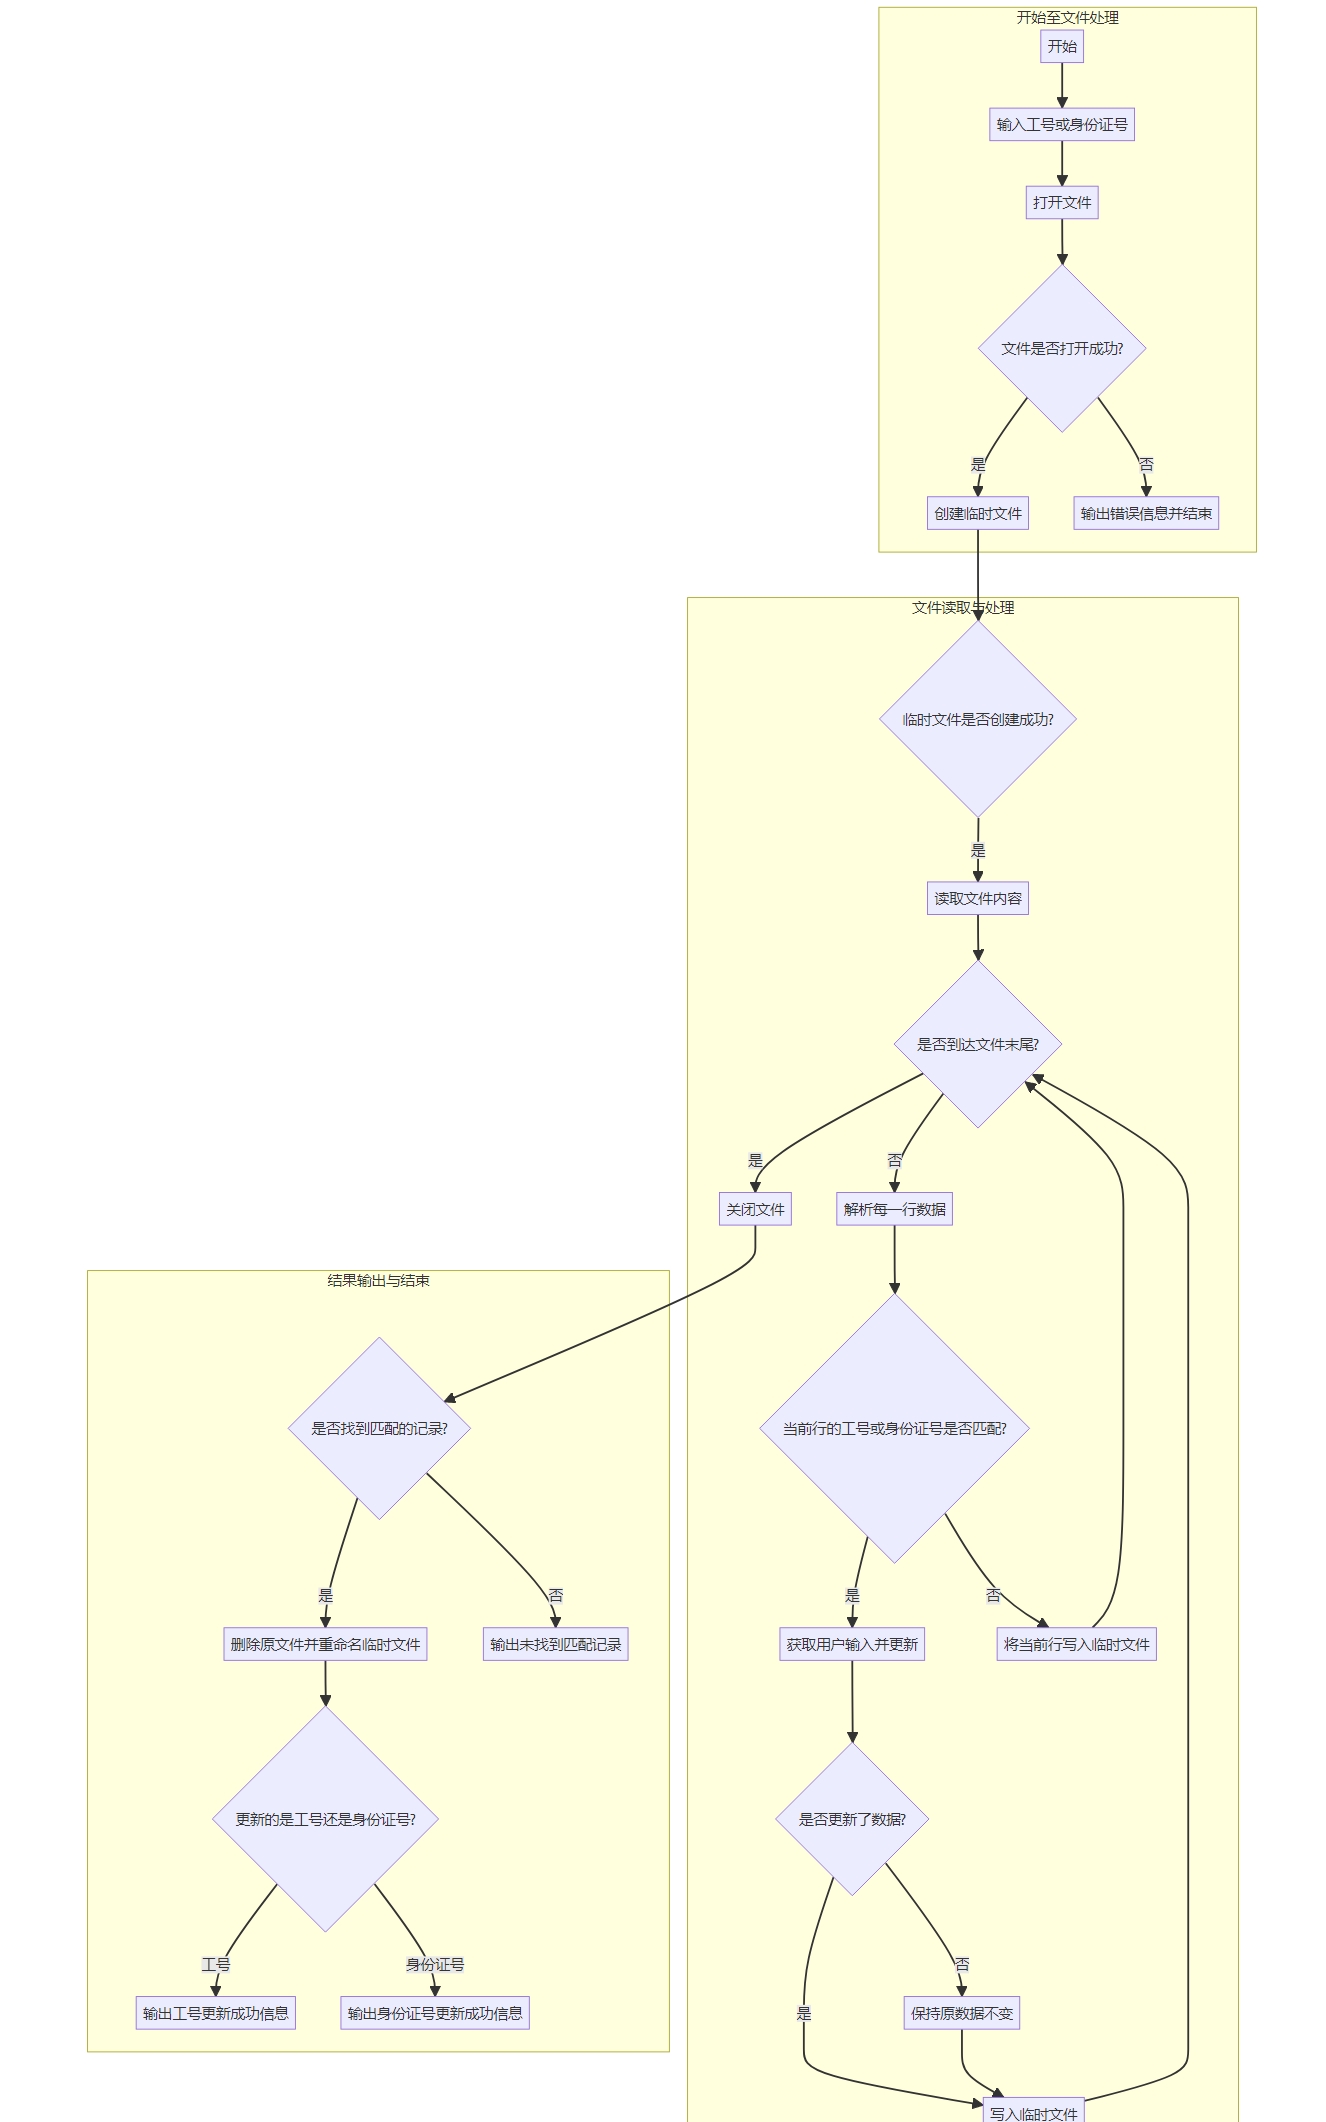 开始至文件处理
开始
输入工号或身份证号
打开文件
文件是否打开成功?
是
否
创建临时文件
输出错误信息并结束
文件读取与处理
临时文件是否创建成功?
是
读取文件内容
是否到达文件末尾?
是
否
关闭文件
解析每一行数据
结果输出与结束
是否找到匹配的记录?
当前行的工号或身份证号是否匹配?
是
否
是
否
删除原文件并重命名临时文件
输出未找到匹配记录
获取用户输入并更新
将当前行写入临时文件
更新的是工号还是身份证号?
是否更新了数据?
工号
身份证号
否
输出工号更新成功信息
输出身份证号更新成功信息
是
保持原数据不变
写入临时文件